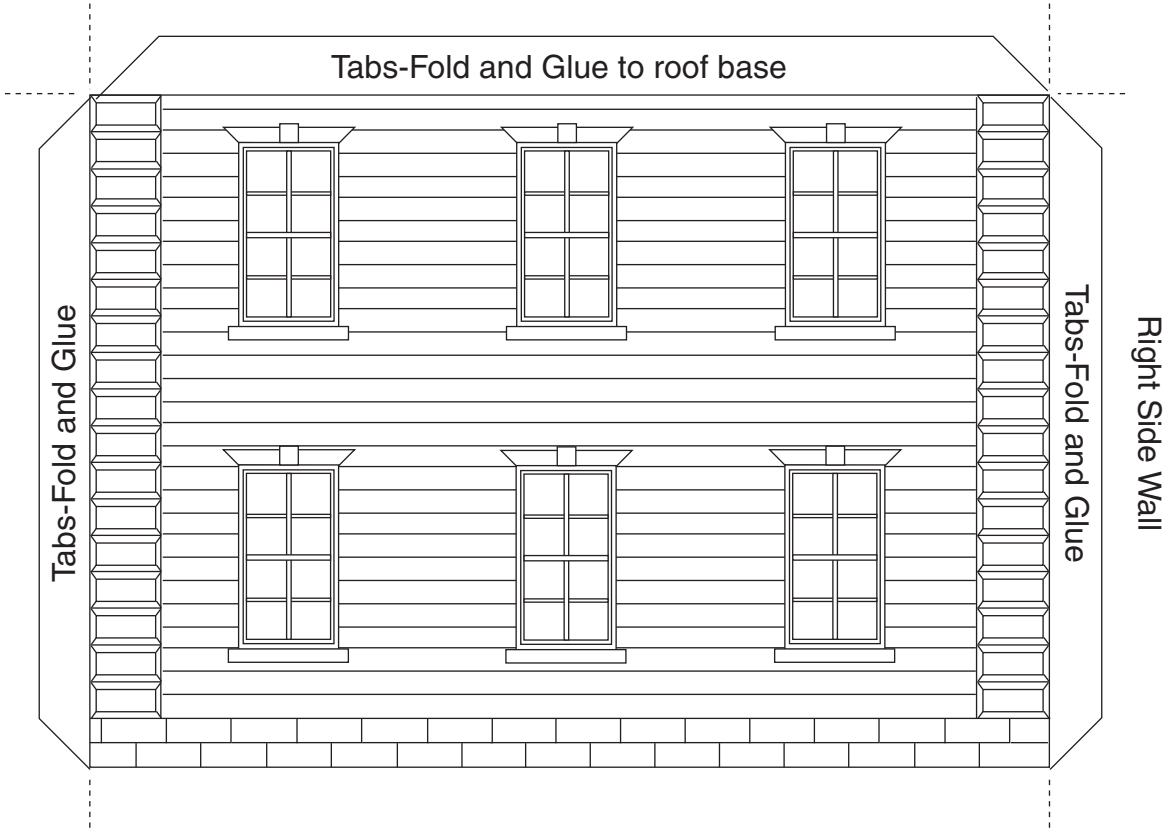 Tabs-Fold and Glue to roof base
Tabs-Fold and Glue
Tabs-Fold and Glue
Right Side Wall